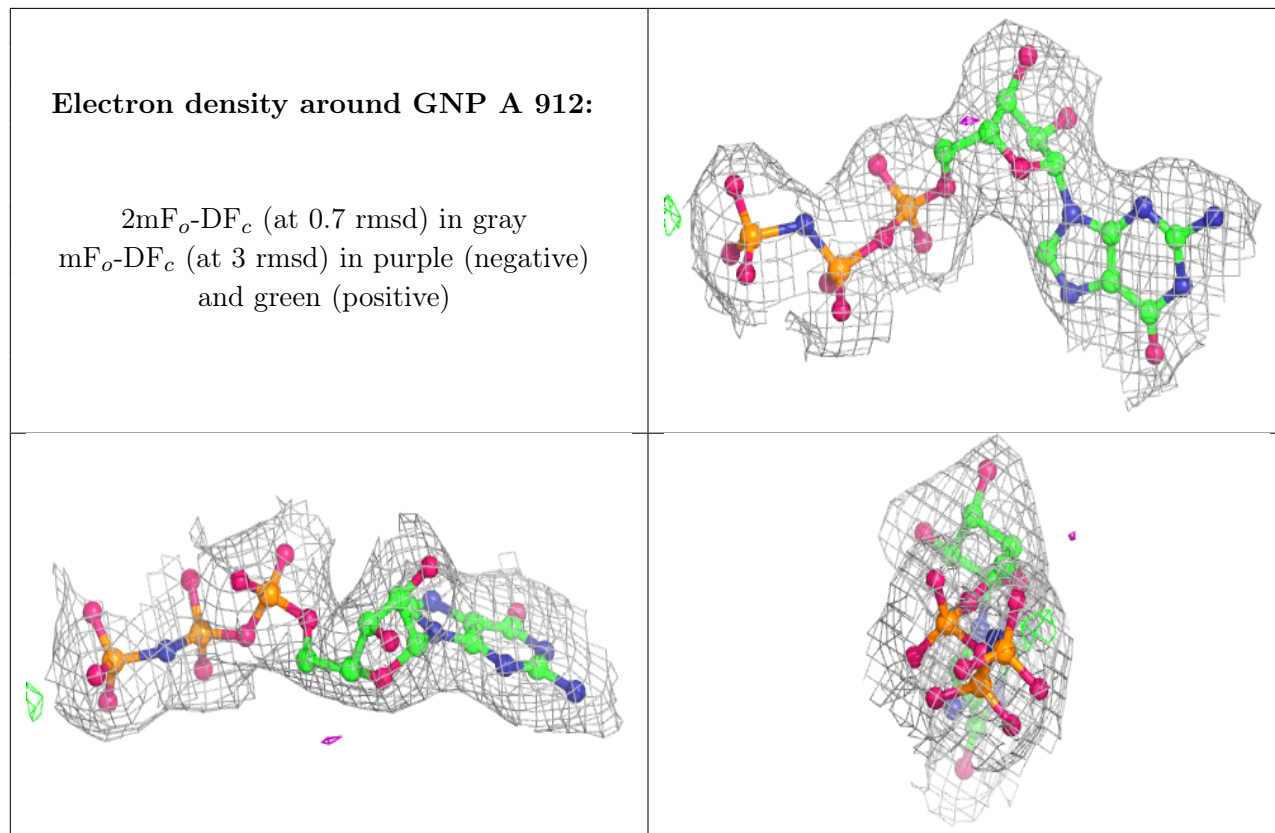 Electron density around GNP A 912:
2mFo-DFc (at 0.7 rmsd) in gray
mFo-DFc (at 3 rmsd) in purple (negative)
and green (positive)